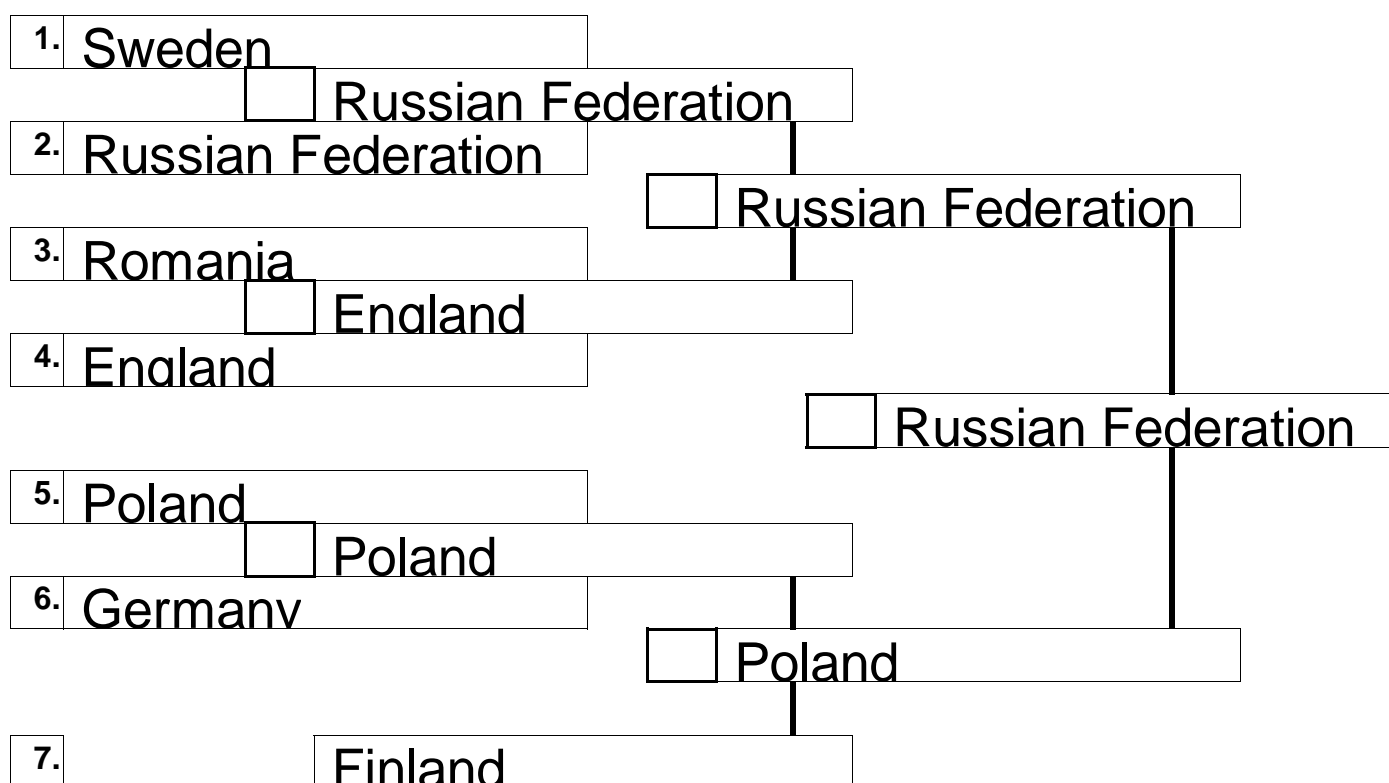 1. Sweden
Russian Federation
2. Russian Federation
Russian Federation
3. Romania
England
4. England
Russian Federation
5. Poland
Poland
6. Germany
Poland
7. Finland